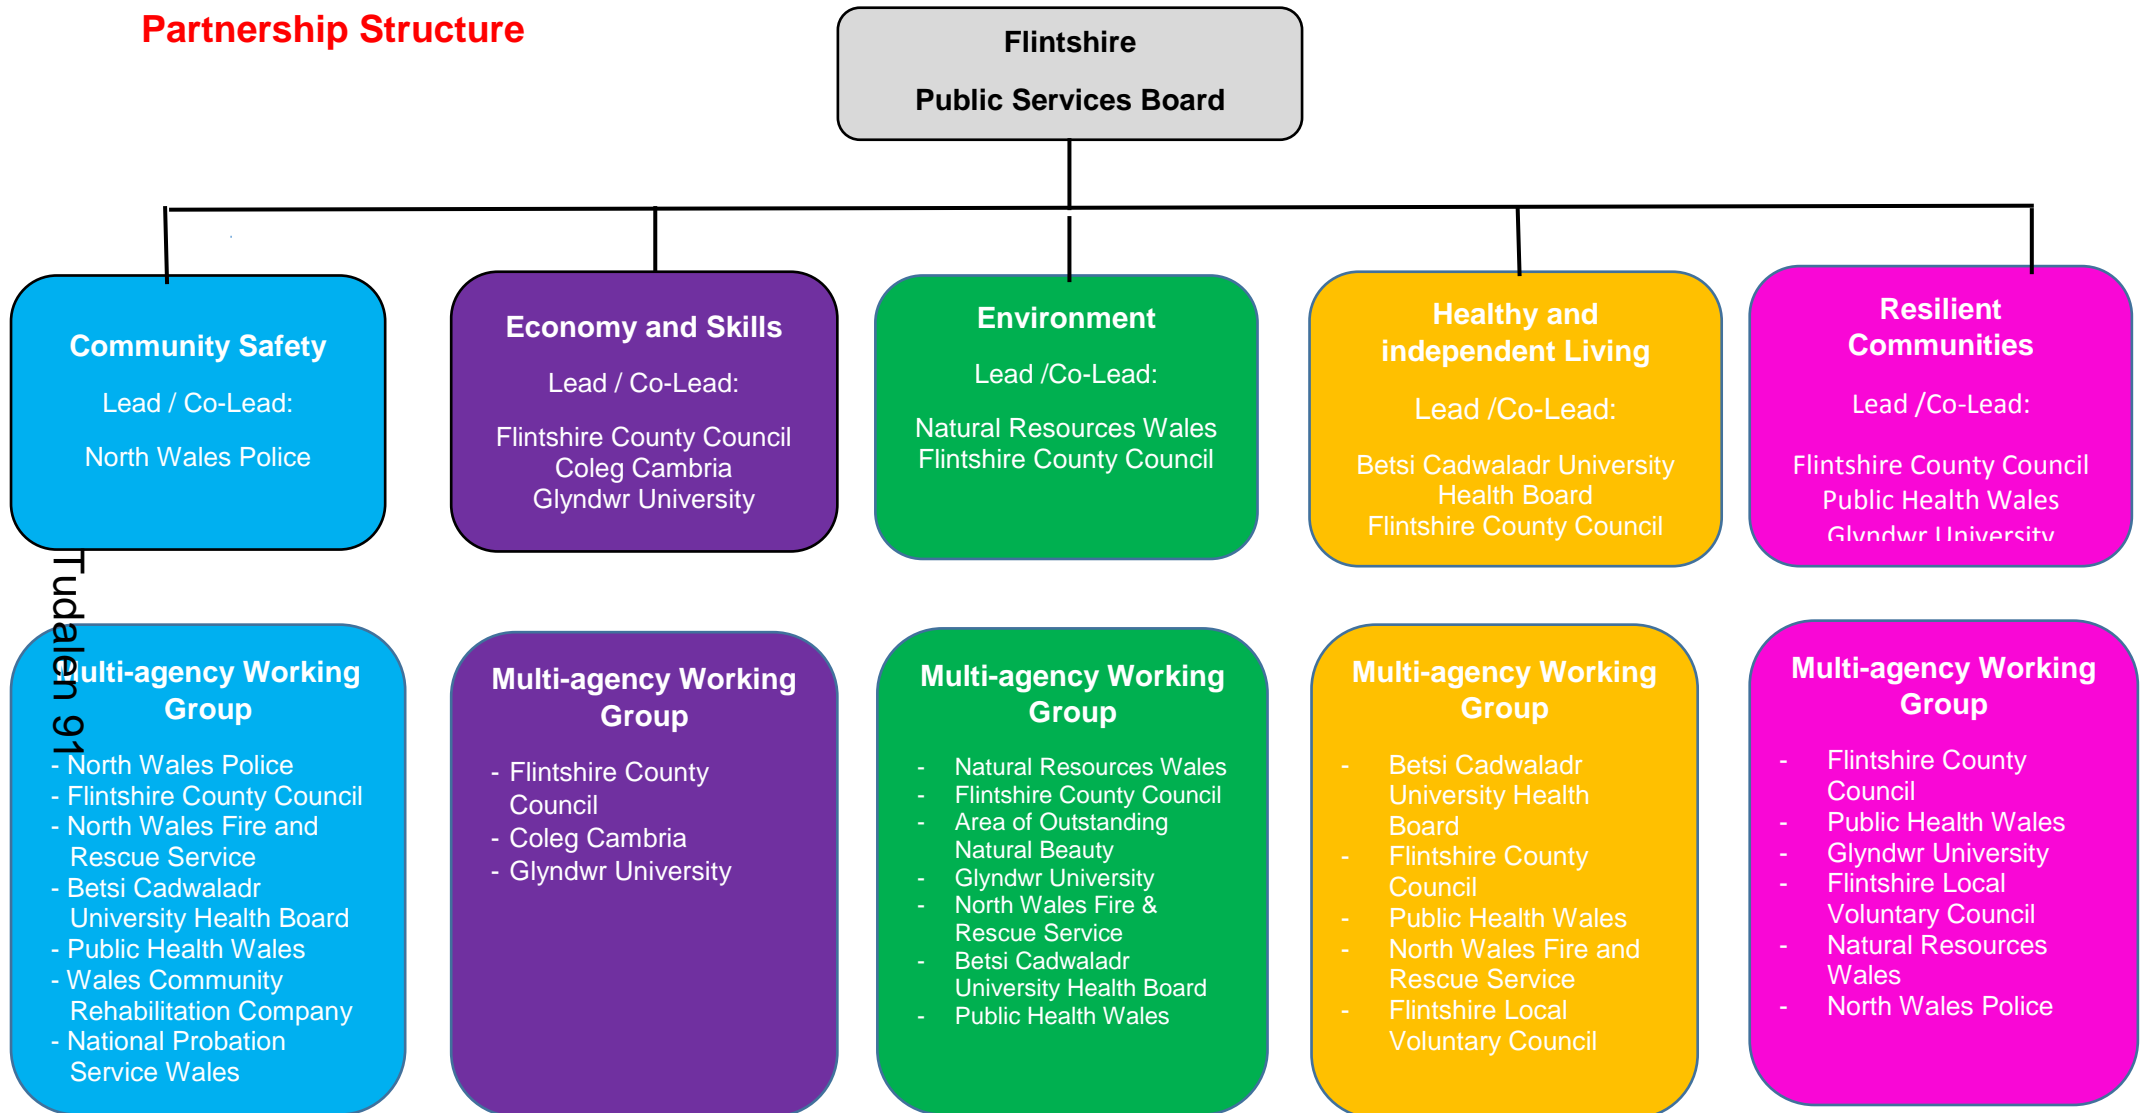 Partnership Structure
Flintshire
Public Services Board
Community Safety
Lead / Co-Lead:
North Wales Police
Economy and Skills
Lead / Co-Lead:
Flintshire County Council
Coleg Cambria
Glyndwr University
Environment
Lead /Co-Lead:
Natural Resources Wales
Flintshire County Council
Healthy and
independent Living
Lead /Co-Lead:
Betsi Cadwaladr University
Health Board
Flintshire County Council
Resilient
Communities
Lead /Co-Lead:
Flintshire County Council
Public Health Wales
Glyndwr University
Tudalen 91
Multi-agency Working
Group
- North Wales Police
- Flintshire County Council
- North Wales Fire and
Rescue Service
- Betsi Cadwaladr
University Health Board
- Public Health Wales
- Wales Community
Rehabilitation Company
- National Probation
Service Wales
Multi-agency Working
Group
- Flintshire County
Council
- Coleg Cambria
- Glyndwr University
Multi-agency Working
Group
- Natural Resources Wales
- Flintshire County Council
- Area of Outstanding
Natural Beauty
- Glyndwr University
- North Wales Fire &
Rescue Service
- Betsi Cadwaladr
University Health Board
- Public Health Wales
Multi-agency Working
Group
- Betsi Cadwaladr
University Health
Board
- Flintshire County
Council
- Public Health Wales
- North Wales Fire and
Rescue Service
- Flintshire Local
Voluntary Council
Multi-agency Working
Group
- Flintshire County
Council
- Public Health Wales
- Glyndwr University
- Flintshire Local
Voluntary Council
- Natural Resources
Wales
- North Wales Police